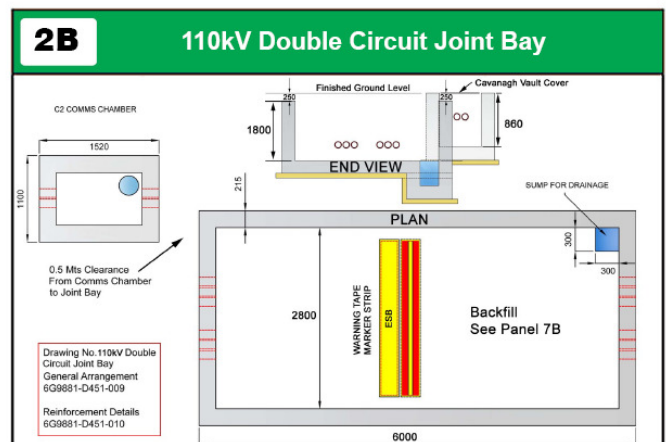 2B
110kV Double Circuit Joint Bay
C2 COMMS CHAMBER
1520
1100
0.5 Mts Clearance
From Comms Chamber
to Joint Bay
Finished Ground Level
Cavanagh Vault Cover
250
250
1800
860
END VIEW
215
SUMP FOR DRAINAGE
PLAN
300
300
2800
WARNING TAPE
MARKER STRIP
ESB
Backfill
See Panel 7B
6000
Drawing No.110kV Double
Circuit Joint Bay
General Arrangement
6G9881-D451-009
Reinforcement Details
6G9881-D451-010